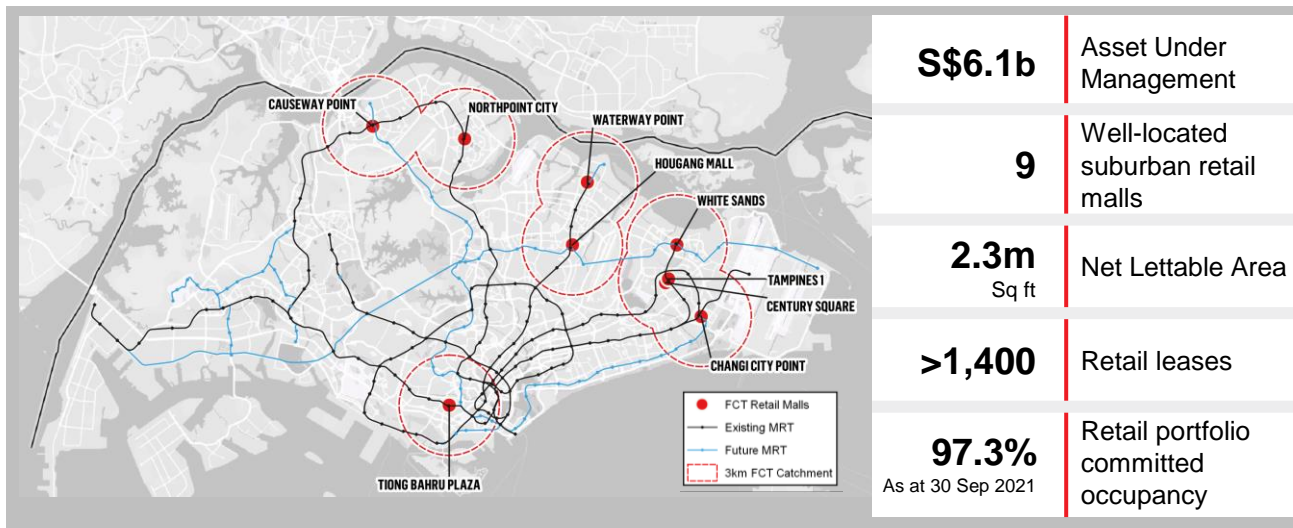 CAUSEWAY POINT
NORTHPOINT CITY
WATERWAY POINT
HOUGANG MALL
WHITE SANDS
TAMPINES 1
CENTURY SQUARE
CHANGI CITY POINT
TIONG BAHRU PLAZA
FCT Retail Malls
Existing MRT
Future MRT
3km FCT Catchment
S$6.1b
Asset Under
Management
9
Well-located
suburban retail
malls
2.3m
Sq ft
Net Lettable Area
>1,400
Retail leases
97.3%
As at 30 Sep 2021
Retail portfolio
committed
occupancy